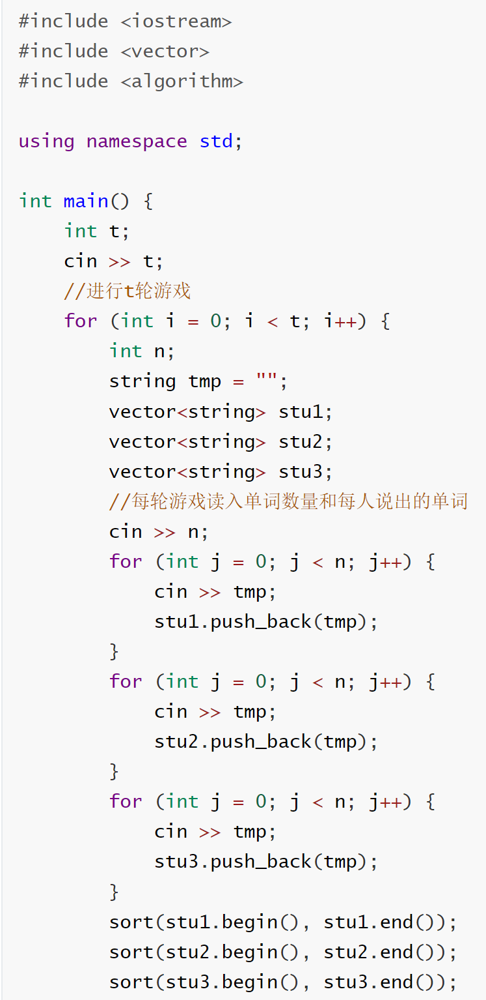 #include <iostream>
#include <vector>
#include <algorithm>
using namespace std;
int main() {
    int t;
    cin >> t;
    //进行t轮游戏
    for (int i = 0; i < t; i++) {
        int n;
        string tmp = "";
        vector<string> stu1;
        vector<string> stu2;
        vector<string> stu3;
        //每轮游戏读入单词数量和每人说出的单词
        cin >> n;
        for (int j = 0; j < n; j++) {
            cin >> tmp;
            stu1.push_back(tmp);
        }
        for (int j = 0; j < n; j++) {
            cin >> tmp;
            stu2.push_back(tmp);
        }
        for (int j = 0; j < n; j++) {
            cin >> tmp;
            stu3.push_back(tmp);
        }
        sort(stu1.begin(), stu1.end());
        sort(stu2.begin(), stu2.end());
        sort(stu3.begin(), stu3.end());